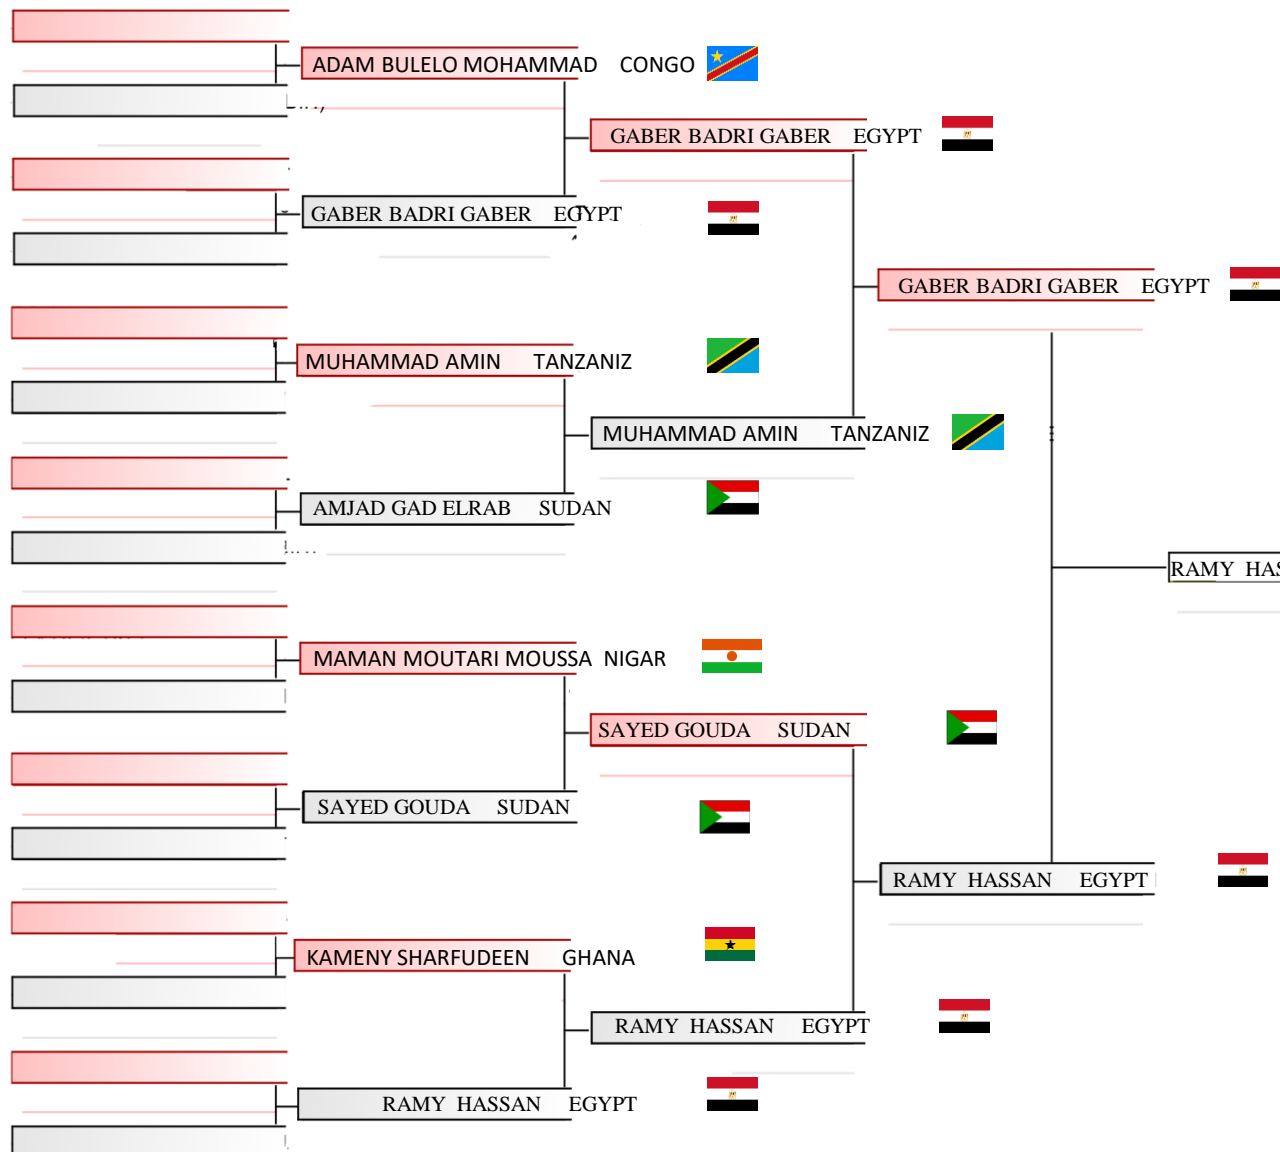 ADAM BULELO MOHAMMAD CONGO
GABER BADRI GABER EGYPT
GABER BADRI GABER EGYPT
GABER BADRI GABER EGYPT
MUHAMMAD AMIN TANZANIZ
MUHAMMAD AMIN TANZANIZ
AMJAD GAD ELRAB SUDAN
RAMY HAS
MAMAN MOUTARI MOUSSA NIGAR
SAYED GOUDA SUDAN
SAYED GOUDA SUDAN
RAMY HASSAN EGYPT
KAMENY SHARFUDEEN GHANA
RAMY HASSAN EGYPT
RAMY HASSAN EGYPT